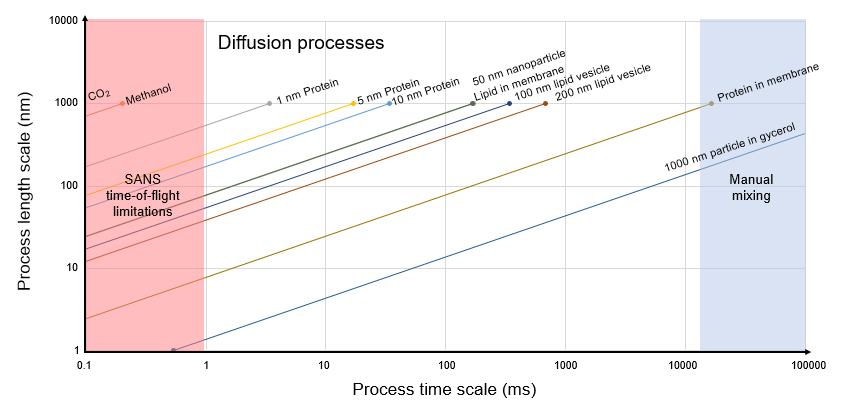 Diffusion processes
Process length scale (nm)
10000
1000
100
10
1
CO2
Methanol
1 nm Protein
5 nm Protein
10 nm Protein
50 nm nanoparticle
Lipid in membrane
100 nm lipid vesicle
200 nm lipid vesicle
Protein in membrane
1000 nm particle in gycerol
SANS
time-of-flight
limitations
Manual
mixing
0.1
1
10
100
1000
10000
100000
Process time scale (ms)